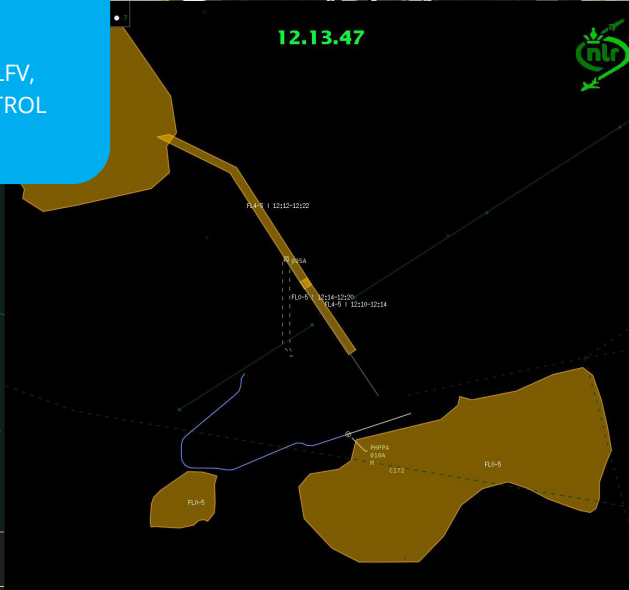 LFV,
TROL
12.13.47
nlr
FL4-5 | 12:12-12:22
005A
FL0-5 | 12:14-12:20
FL4-5 | 12:10-12:14
PHPPA
010A
M
C172
FL0-5
FL0-5